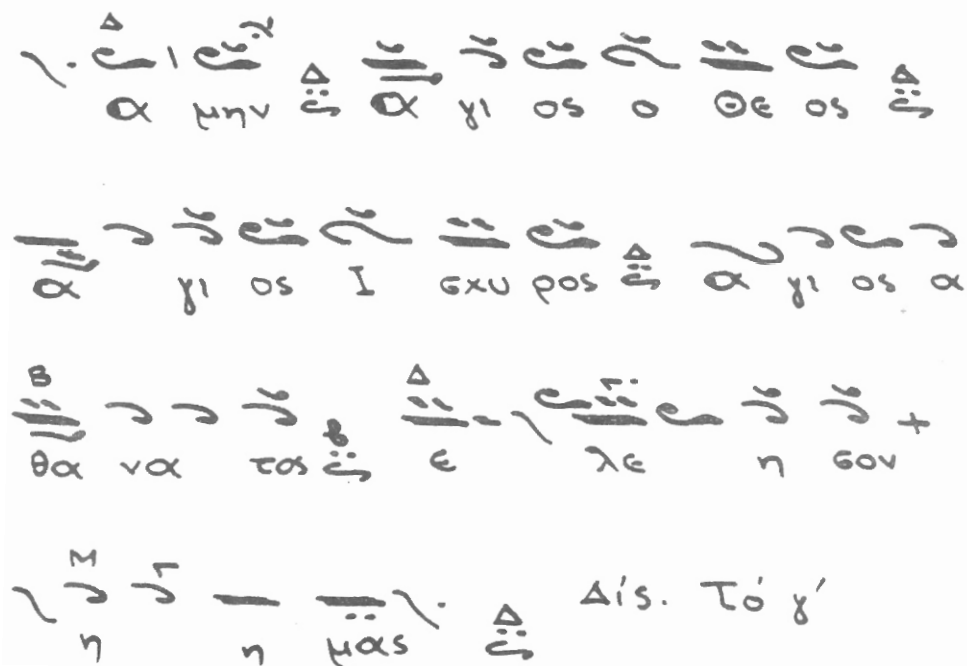 α μην α γι ος ο Θε ος
α γι ος Ι σχυ ρος α γι ος α
θα να τος ε λε η σον
η η μας Δίς. Τό γ'